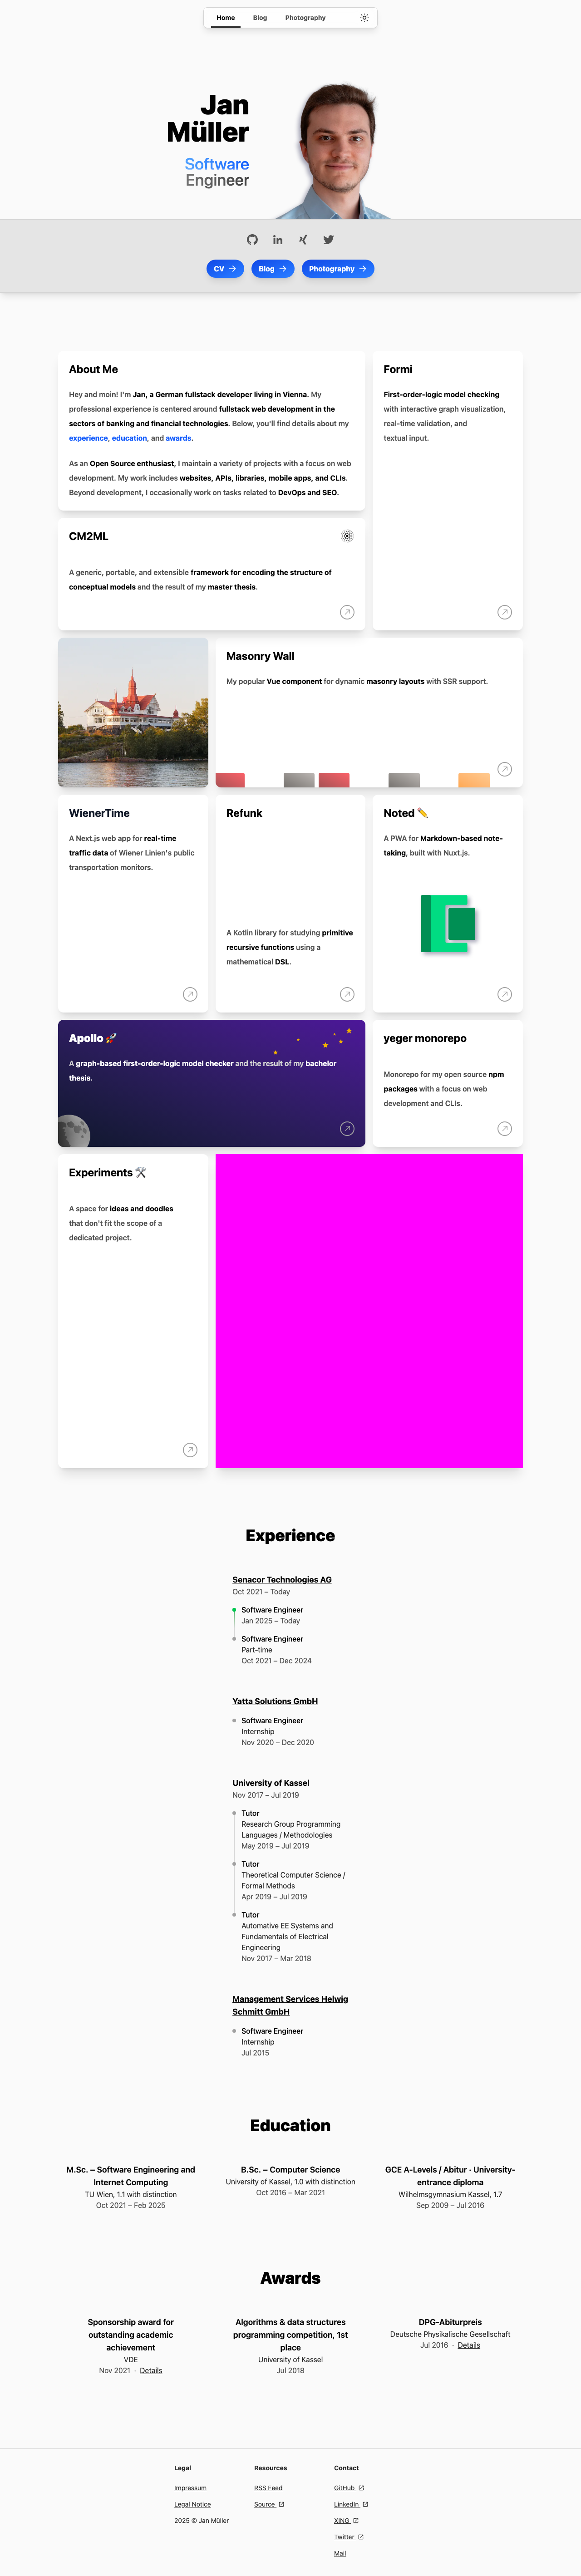 Home Blog Photography
Jan
Müller
Software
Engineer
CV Blog Photography
About Me
Hey and moin! I'm Jan, a German fullstack developer living in Vienna. My
professional experience is centered around fullstack web development in the
sectors of banking and financial technologies. Below, you'll find details about my
experience, education, and awards.
As an Open Source enthusiast, I maintain a variety of projects with a focus on web
development. My work includes websites, APIs, libraries, mobile apps, and CLIs.
Beyond development, I occasionally work on tasks related to DevOps and SEO.
Formi
First-order-logic model checking
with interactive graph visualization,
real-time validation, and
textual input.
CM2ML
A generic, portable, and extensible framework for encoding the structure of
conceptual models and the result of my master thesis.
Masonry Wall
My popular Vue component for dynamic masonry layouts with SSR support.
WienerTime
A Next.js web app for real-time
traffic data of Wiener Linien's public
transportation monitors.
Refunk
A Kotlin library for studying primitive
recursive functions using a
mathematical DSL.
Noted ✏️
A PWA for Markdown-based note-
taking, built with Nuxt.js.
Apollo 🚀
A graph-based first-order-logic model checker and the result of my bachelor
thesis.
yeger monorepo
Monorepo for my open source npm
packages with a focus on web
development and CLIs.
Experiments 🛠️
A space for ideas and doodles
that don't fit the scope of a
dedicated project.
Experience
Senacor Technologies AG
Oct 2021 – Today
Software Engineer
Jan 2025 – Today
Software Engineer
Part-time
Oct 2021 – Dec 2024
Yatta Solutions GmbH
Software Engineer
Internship
Nov 2020 – Dec 2020
University of Kassel
Nov 2017 – Jul 2019
Tutor
Research Group Programming
Languages / Methodologies
May 2019 – Jul 2019
Tutor
Theoretical Computer Science /
Formal Methods
Apr 2019 – Jul 2019
Tutor
Automative EE Systems and
Fundamentals of Electrical
Engineering
Nov 2017 – Mar 2018
Management Services Helwig
Schmitt GmbH
Software Engineer
Internship
Jul 2015
Education
M.Sc. – Software Engineering and
Internet Computing
TU Wien, 1.1 with distinction
Oct 2021 – Feb 2025
B.Sc. – Computer Science
University of Kassel, 1.0 with distinction
Oct 2016 – Mar 2021
GCE A-Levels / Abitur · University-
entrance diploma
Wilhelmsgymnasium Kassel, 1.7
Sep 2009 – Jul 2016
Awards
Sponsorship award for
outstanding academic
achievement
VDE
Nov 2021 · Details
Algorithms & data structures
programming competition, 1st
place
University of Kassel
Jul 2018
DPG-Abiturpreis
Deutsche Physikalische Gesellschaft
Jul 2016 · Details
Legal
Impressum
Legal Notice
2025 © Jan Müller
Resources
RSS Feed
Source
Contact
GitHub
LinkedIn
XING
Twitter
Mail